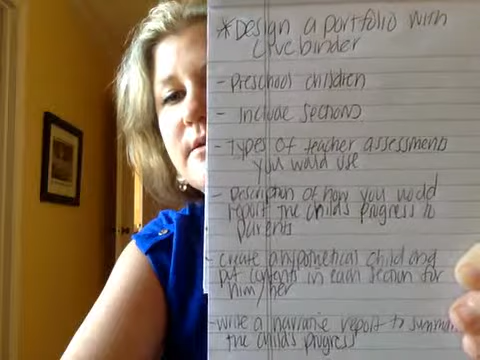 *Design a portfolio with
Livebinder
- Preschool children
- Include sections
- Types of teacher assessments
you would use
- Description of how you would
report the child's progress to
parents
- create a hypothetical child and
put contents in each section for
him/her
- write a narrative report to
the child's progress